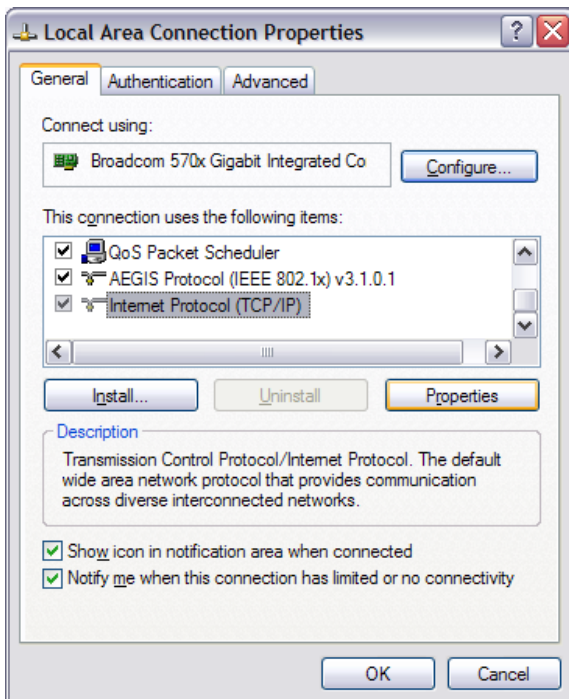 Local Area Connection Properties
General Authentication Advanced
Connect using:
Broadcom 570x Gigabit Integrated Co
Configure...
This connection uses the following items:
QoS Packet Scheduler
AEGIS Protocol (IEEE 802.1x) v3.1.0.1
Internet Protocol (TCP/IP)
Install... Uninstall Properties
Description
Transmission Control Protocol/Internet Protocol. The default
wide area network protocol that provides communication
across diverse interconnected networks.
Show icon in notification area when connected
Notify me when this connection has limited or no connectivity
OK Cancel